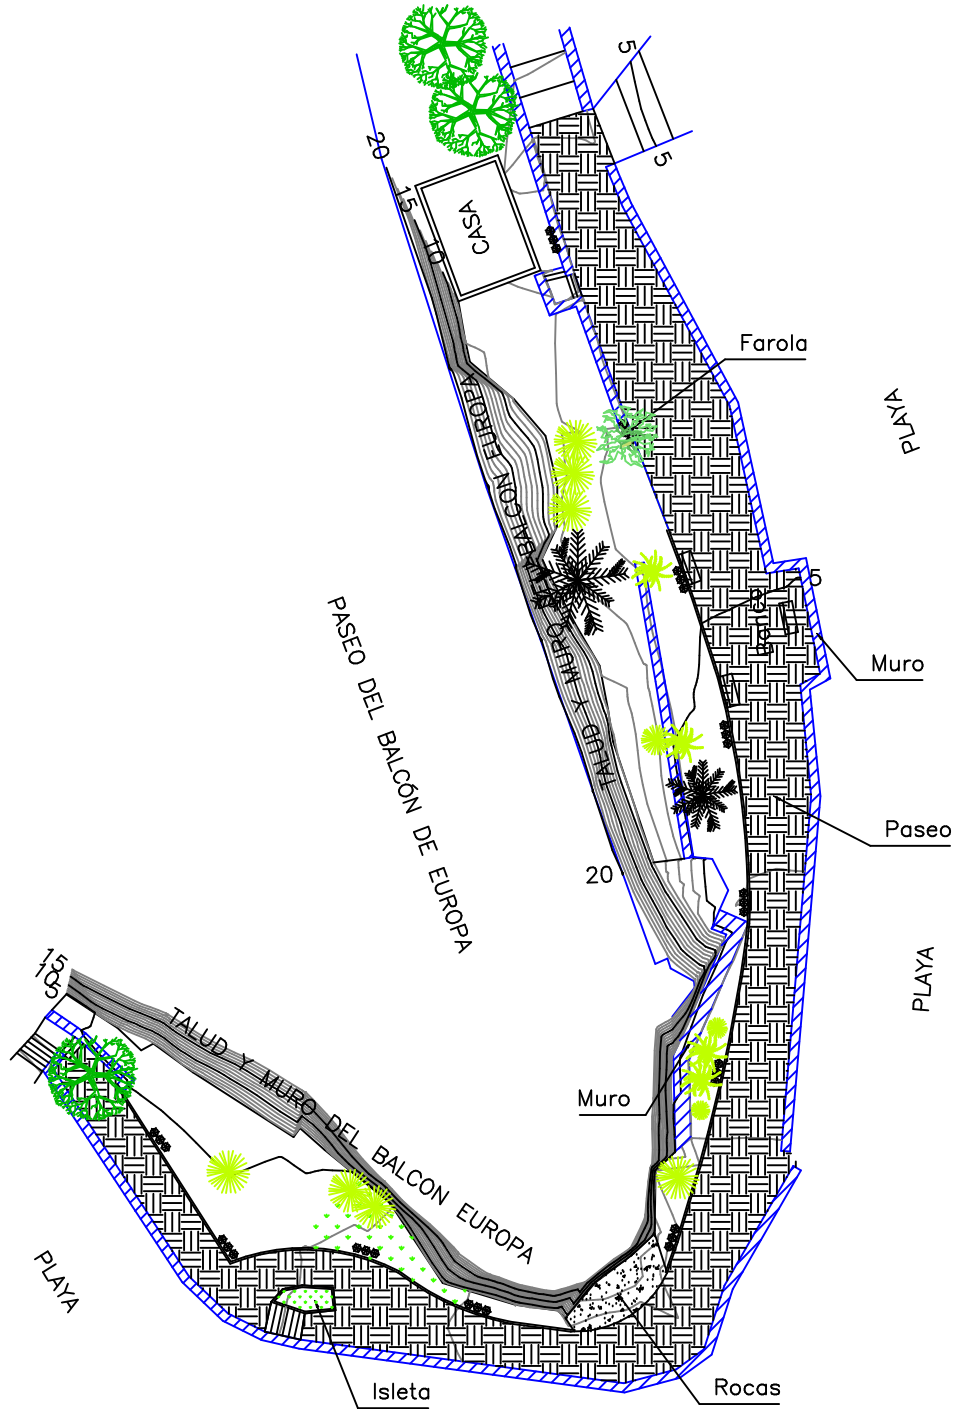 5
5
20
15
10
CASA
Farola
PLAYA
TALUD Y MURO DEL BALCON EUROPA
5
Muro
PASEO DEL BALCÓN DE EUROPA
Paseo
20
PLAYA
15
10
5
TALUD Y MURO DEL BALCON EUROPA
Muro
PLAYA
Isleta
Rocas